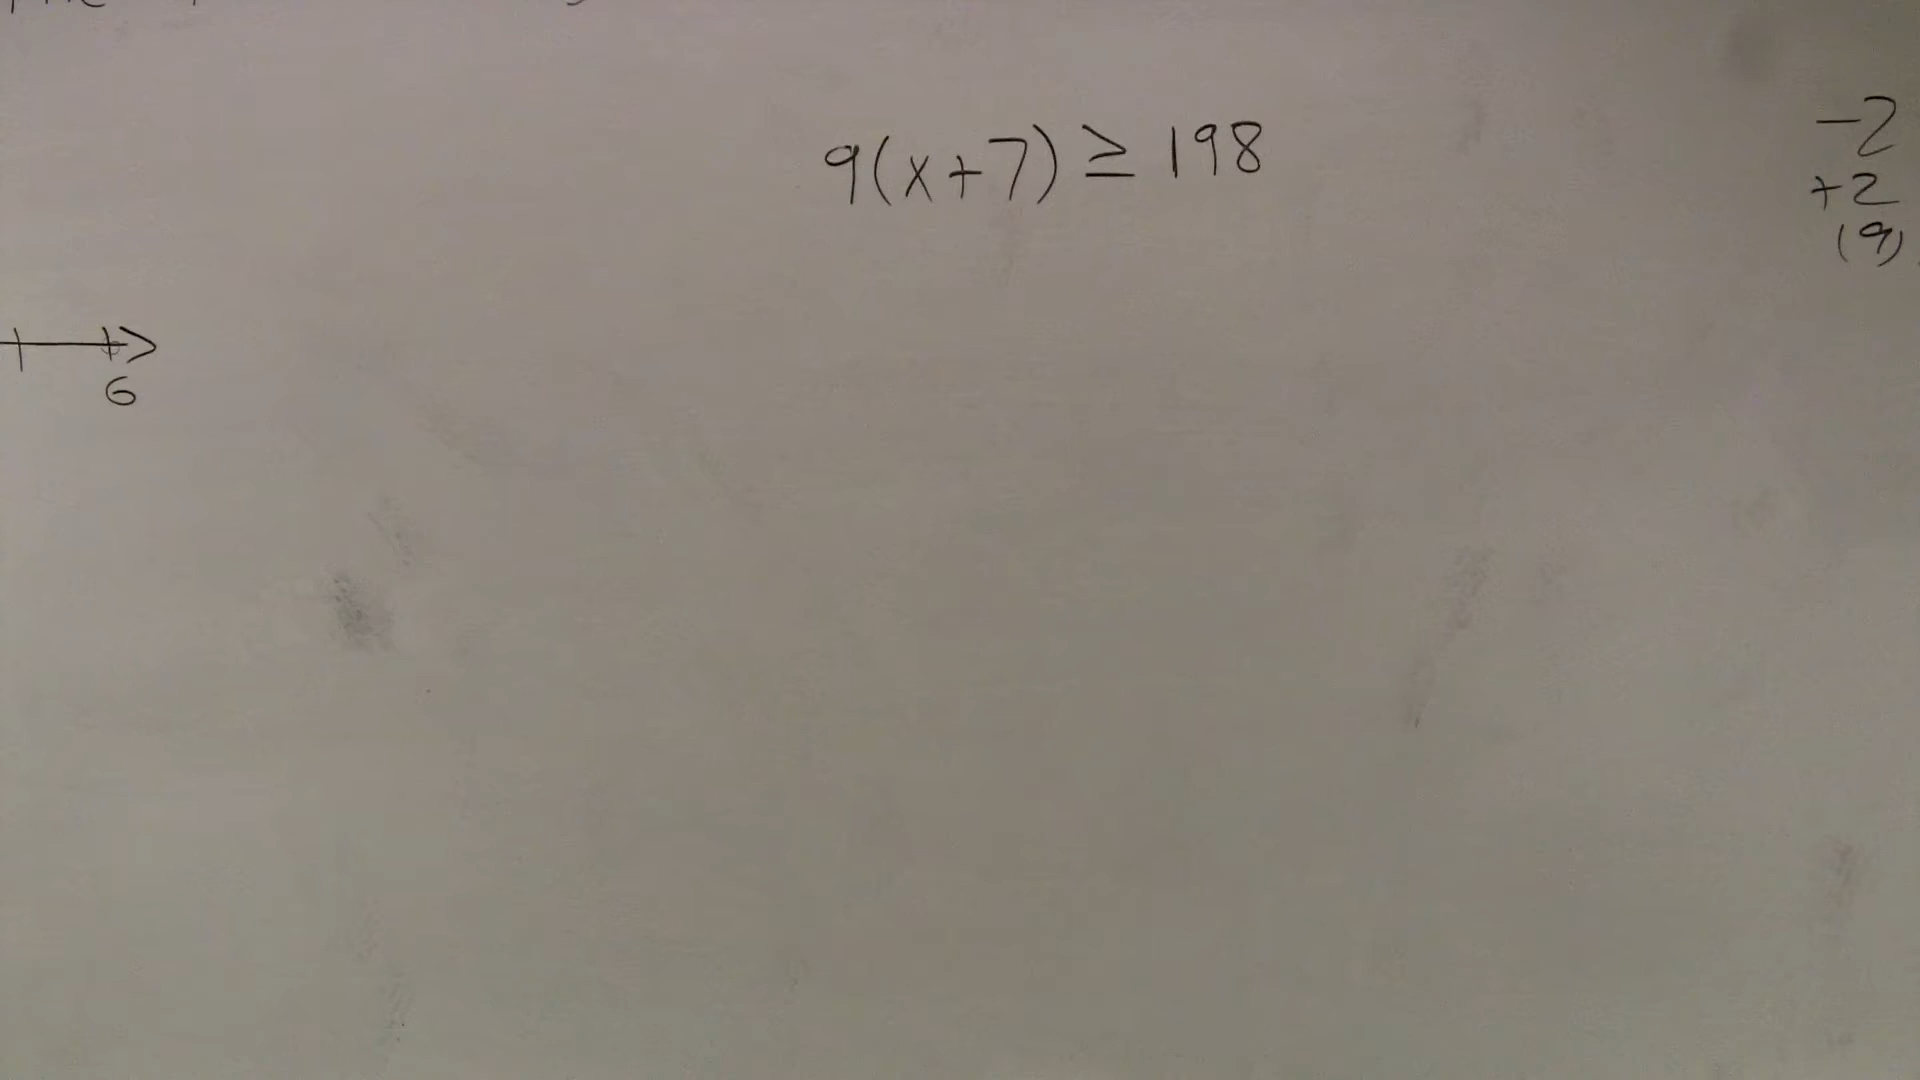 9(x+7) ≥ 198
-2
+2
(9)
6